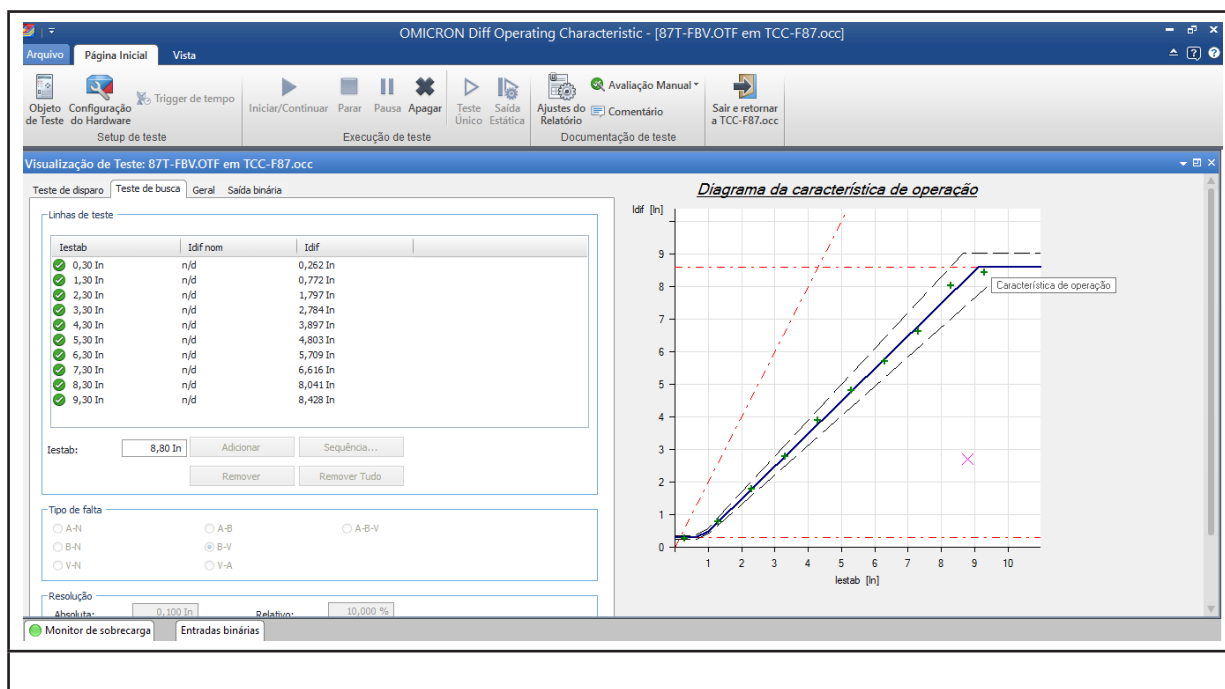 OMICRON Diff Operating Characteristic - [87T-FBV.OTF em TCC-F87.occ]
Arquivo Página Inicial Vista
Objeto de Teste
Configuração do Hardware
Trigger de tempo
Setup de teste
Iniciar/Continuar Parar Pausa Apagar
Teste Único
Saída Estática
Execução de teste
Ajustes do Relatório
Avaliação Manual
Comentário
Documentação de teste
Sair e retornar a TCC-F87.occ
Visualização de Teste: 87T-FBV.OTF em TCC-F87.occ
Teste de disparo Teste de busca Geral Saída binária
Linhas de teste
Iestab Idif nom Idif
0,30 In n/d 0,262 In
1,30 In n/d 0,772 In
2,30 In n/d 1,797 In
3,30 In n/d 2,784 In
4,30 In n/d 3,897 In
5,30 In n/d 4,803 In
6,30 In n/d 5,709 In
7,30 In n/d 6,616 In
8,30 In n/d 8,041 In
9,30 In n/d 8,428 In
Iestab: 8,80 In Adicionar Sequência...
Remover Remover Tudo
Tipo de falta
A-N A-B A-B-V
B-N B-V
V-N V-A
Resolução
Absoluta: 0,100 In Relativo: 10,000 %
Diagrama da característica de operação
Idif [In]
9
8
7
6
5
4
3
2
1
0
Característica de operação
1 2 3 4 5 6 7 8 9 10
Iestab [In]
Monitor de sobrecarga Entradas binárias